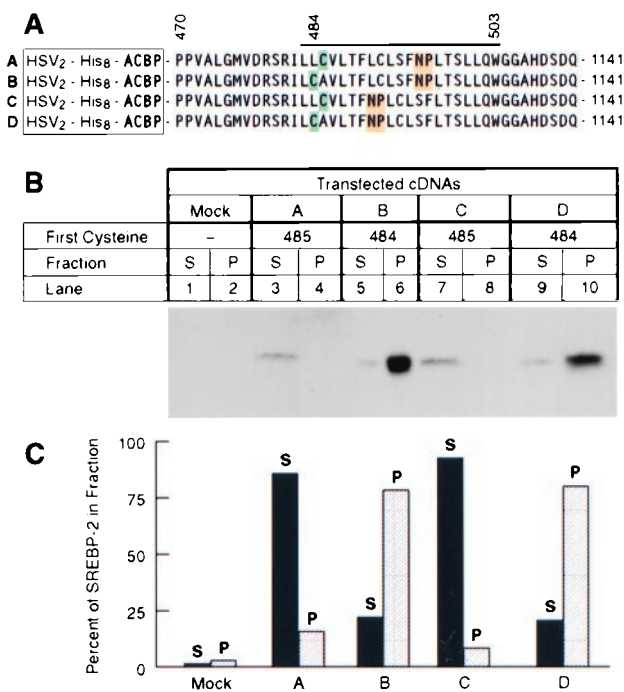 A
470 484 503
A HSV2 - His8 - ACBP - PPVALGMVDRSRILLCVLTFLCLSFNPLTSLLQWGGAHDSDQ - 1141
B HSV2 - His8 - ACBP - PPVALGMVDRSRILCAVLTFLCLSFNPLTSLLQWGGAHDSDQ - 1141
C HSV2 - His8 - ACBP - PPVALGMVDRSRILLCVLTFNPLCLSFLTSLLQWGGAHDSDQ - 1141
D HSV2 - His8 - ACBP - PPVALGMVDRSRILCAVLTFNPLCLSFLTSLLQWGGAHDSDQ - 1141
B
Transfected cDNAs
Mock A B C D
First Cysteine – 485 484 485 484
Fraction S P S P S P S P S P
Lane 1 2 3 4 5 6 7 8 9 10
C
Percent of SREBP-2 in Fraction
100
75
50
25
0
S P S P S P S P S P
Mock A B C D